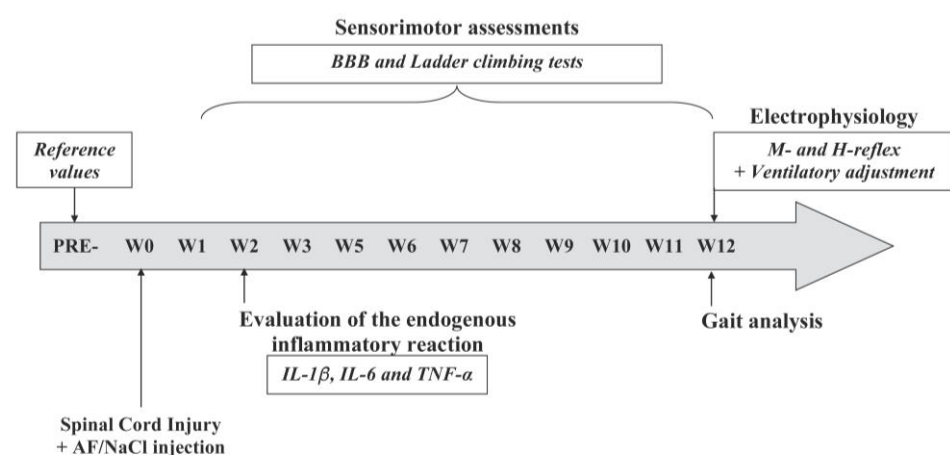 Sensorimotor assessments
BBB and Ladder climbing tests
Electrophysiology
M- and H-reflex
+ Ventilatory adjustment
Reference
values
PRE- W0 W1 W2 W3 W5 W6 W7 W8 W9 W10 W11 W12
Evaluation of the endogenous
inflammatory reaction
IL-1β, IL-6 and TNF-α
Gait analysis
Spinal Cord Injury
+ AF/NaCl injection